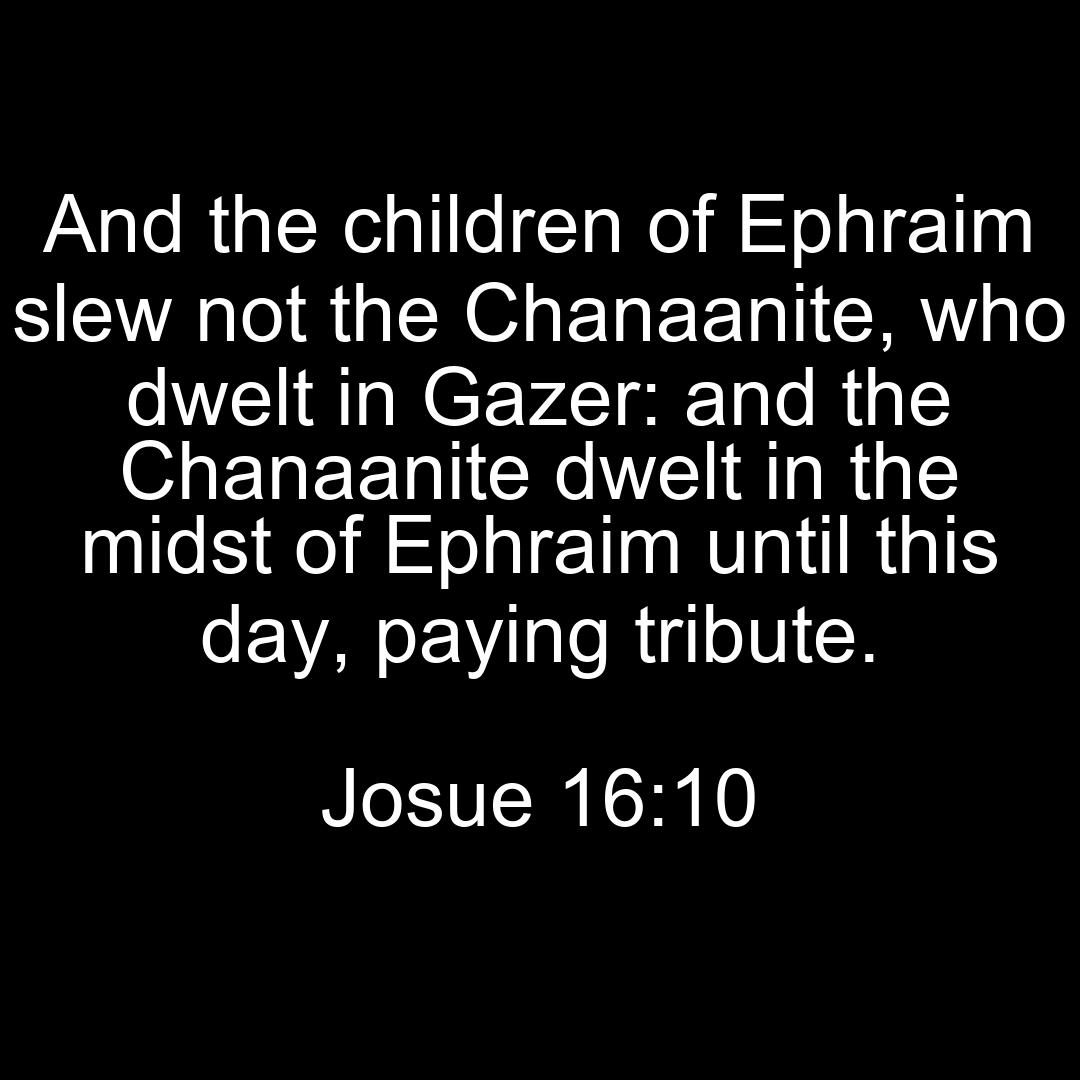 And the children of Ephraim
slew not the Chanaanite, who
dwelt in Gazer: and the
Chanaanite dwelt in the
midst of Ephraim until this
day, paying tribute.
Josue 16:10